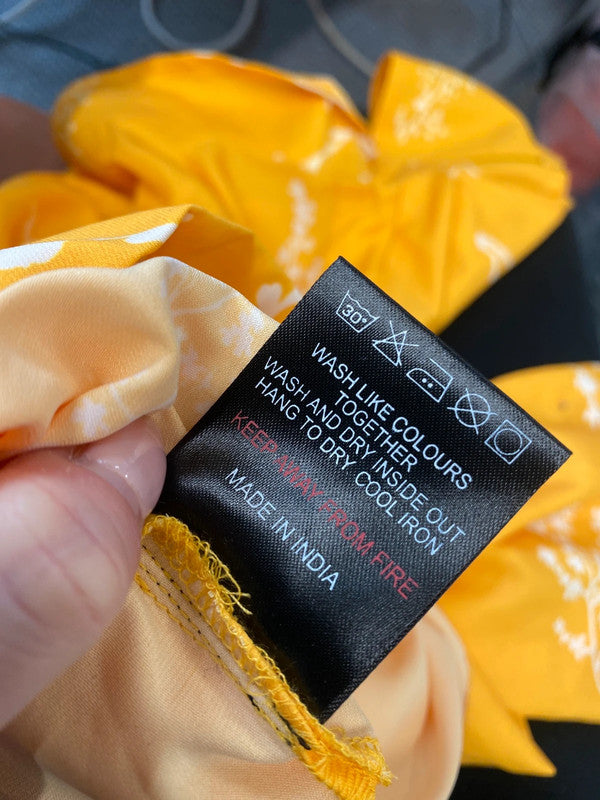 30°
WASH LIKE COLOURS
TOGETHER
WASH AND DRY INSIDE OUT
HANG TO DRY COOL IRON
KEEP AWAY FROM FIRE
MADE IN INDIA